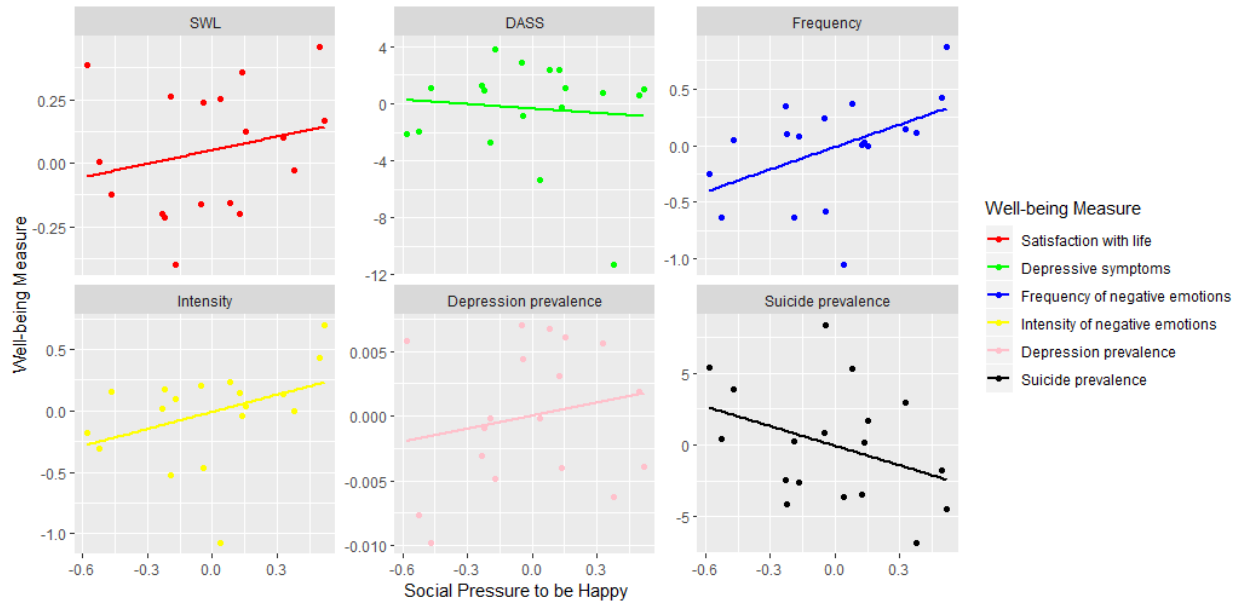 SWL
DASS
Frequency
0.25
0.00
-0.25
4
0
-4
-8
-12
0.5
0.0
-0.5
-1.0
Well-being Measure
Intensity
Depression prevalence
Suicide prevalence
0.5
0.0
-0.5
-1.0
0.005
0.000
-0.005
-0.010
5
0
-5
-0.6
-0.3
0.0
0.3
-0.6
-0.3
0.0
0.3
-0.6
-0.3
0.0
0.3
Social Pressure to be Happy
Well-being Measure
Satisfaction with life
Depressive symptoms
Frequency of negative emotions
Intensity of negative emotions
Depression prevalence
Suicide prevalence